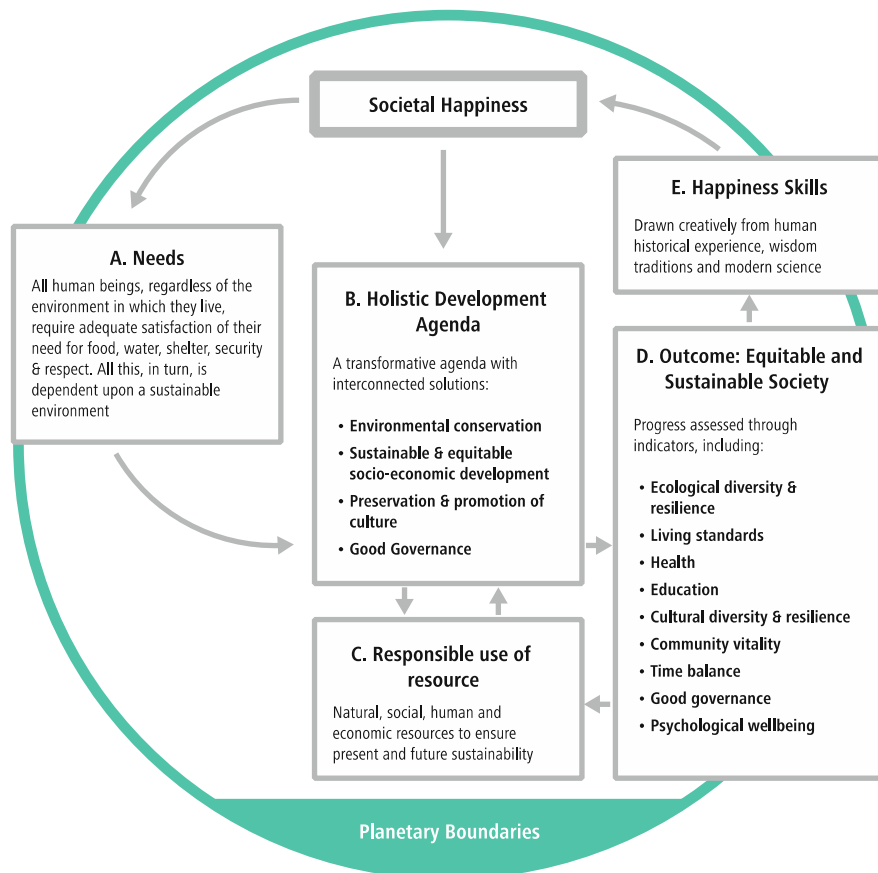 Societal Happiness
A. Needs
All human beings, regardless of the
environment in which they live,
require adequate satisfaction of their
need for food, water, shelter, security
& respect. All this, in turn, is
dependent upon a sustainable
environment
B. Holistic Development
Agenda
A transformative agenda with
interconnected solutions:
• Environmental conservation
• Sustainable & equitable
socio-economic development
• Preservation & promotion of
culture
• Good Governance
C. Responsible use of
resource
Natural, social, human and
economic resources to ensure
present and future sustainability
D. Outcome: Equitable and
Sustainable Society
Progress assessed through
indicators, including:
• Ecological diversity &
resilience
• Living standards
• Health
• Education
• Cultural diversity & resilience
• Community vitality
• Time balance
• Good governance
• Psychological wellbeing
E. Happiness Skills
Drawn creatively from human
historical experience, wisdom
traditions and modern science
Planetary Boundaries